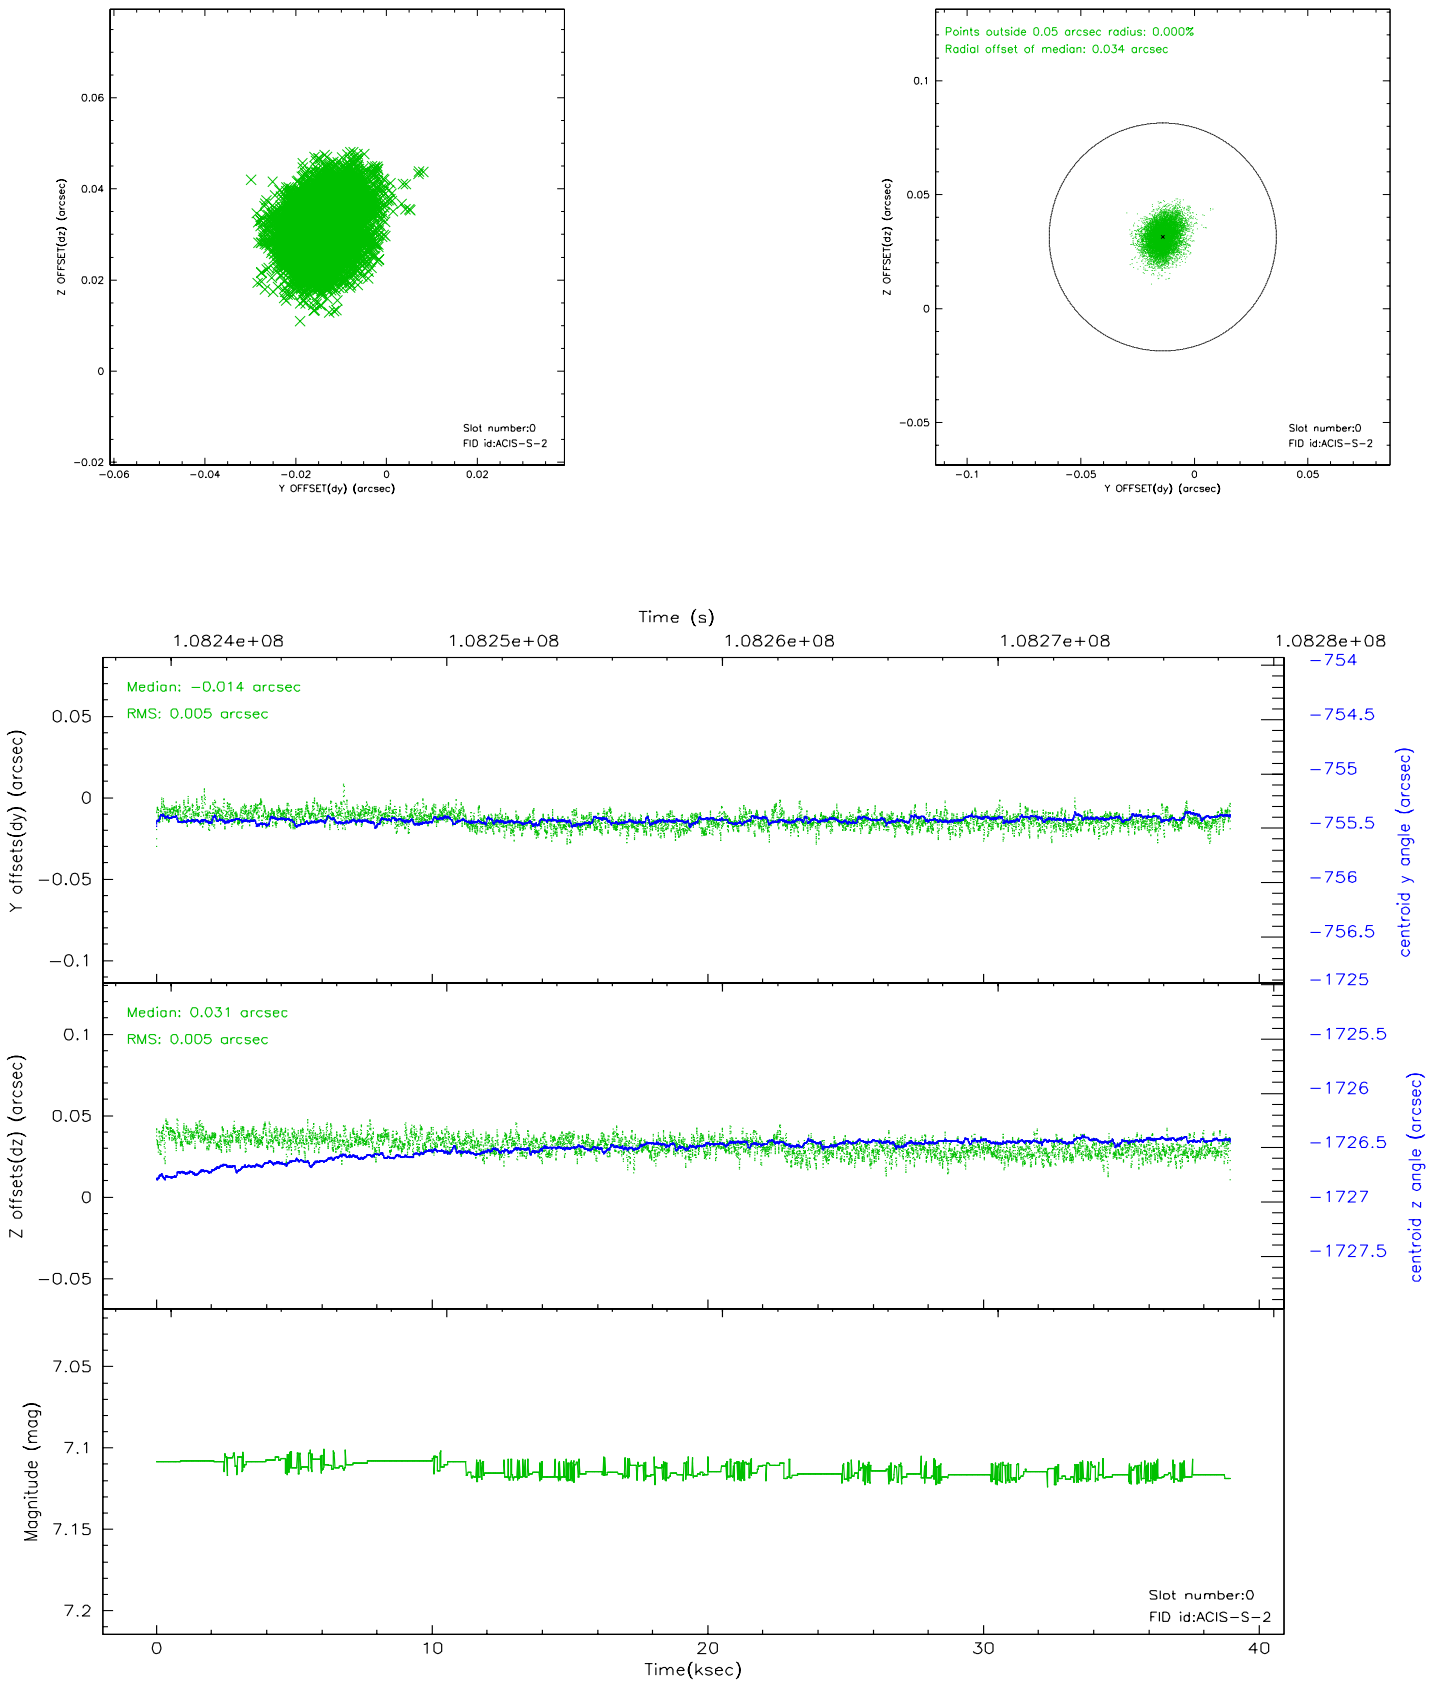 0.06
0.04
0.02
0
−0.02
Z OFFSET(dz) (arcsec)
−0.06
−0.04
−0.02
0
0.02
Y OFFSET(dy) (arcsec)
Slot number:0
FID id:ACIS−S−2
Points outside 0.05 arcsec radius: 0.000%
Radial offset of median: 0.034 arcsec
0.1
0.05
0
−0.05
Z OFFSET(dz) (arcsec)
−0.1
−0.05
0
0.05
Y OFFSET(dy) (arcsec)
Slot number:0
FID id:ACIS−S−2
Time (s)
1.0824e+08
1.0825e+08
1.0826e+08
1.0827e+08
1.0828e+08
Median: −0.014 arcsec
RMS: 0.005 arcsec
0.05
0
−0.05
−0.1
Y offsets(dy) (arcsec)
−754
−754.5
−755
−755.5
−756
−756.5
centroid y angle (arcsec)
Median: 0.031 arcsec
RMS: 0.005 arcsec
0.1
0.05
0
−0.05
Z offsets(dz) (arcsec)
−1725
−1725.5
−1726
−1726.5
−1727
−1727.5
centroid z angle (arcsec)
7.05
7.1
7.15
7.2
Magnitude (mag)
Slot number:0
FID id:ACIS−S−2
0
10
20
30
40
Time(ksec)